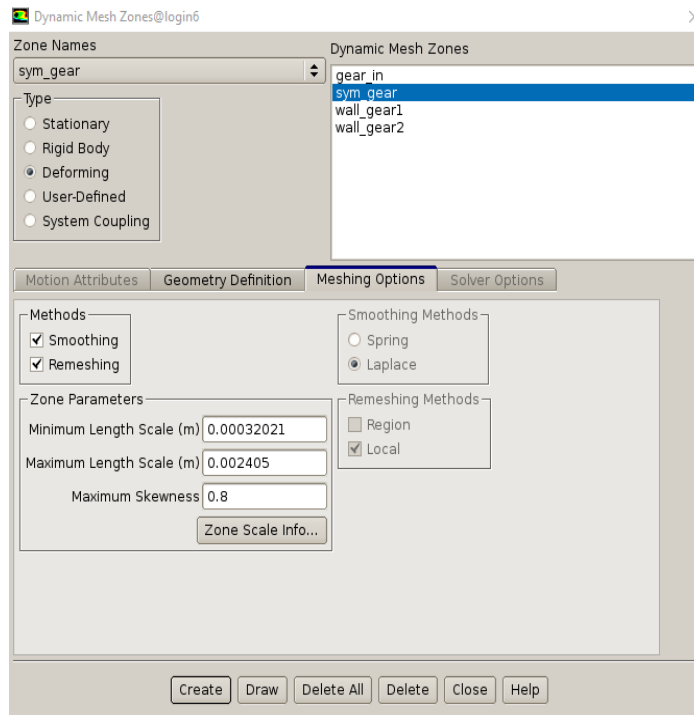 Dynamic Mesh Zones@login6
Zone Names
sym_gear
Type
Stationary
Rigid Body
Deforming
User-Defined
System Coupling
Dynamic Mesh Zones
gear_in
sym_gear
wall_gear1
wall_gear2
Motion Attributes Geometry Definition Meshing Options Solver Options
Methods
Smoothing
Remeshing
Smoothing Methods
Spring
Laplace
Zone Parameters
Minimum Length Scale (m) 0.00032021
Maximum Length Scale (m) 0.002405
Maximum Skewness 0.8
Zone Scale Info...
Remeshing Methods
Region
Local
Create Draw Delete All Delete Close Help